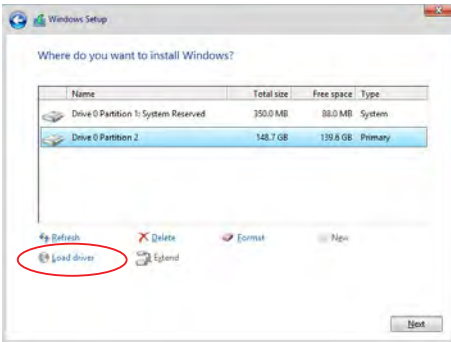 Windows Setup
Where do you want to install Windows?
Name Total size Free space Type
Drive 0 Partition 1: System Reserved 350.0 MB 88.0 MB System
Drive 0 Partition 2 148.7 GB 139.6 GB Primary
Refresh Delete Format New
Load driver Extend
Next